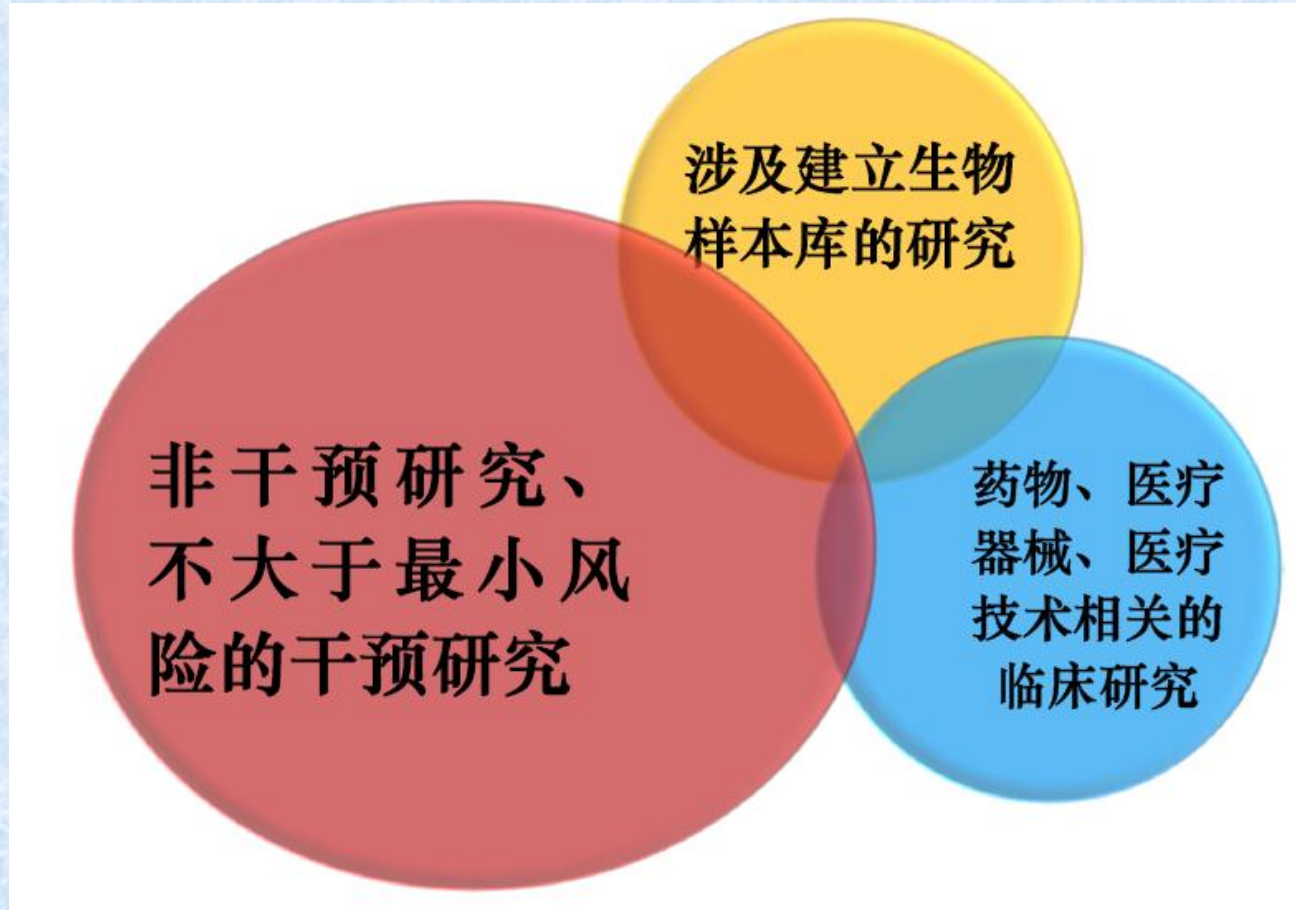 涉及建立生物
样本库的研究
非干预研究、
不大于最小风
险的干预研究
药物、医疗
器械、医疗
技术相关的
临床研究